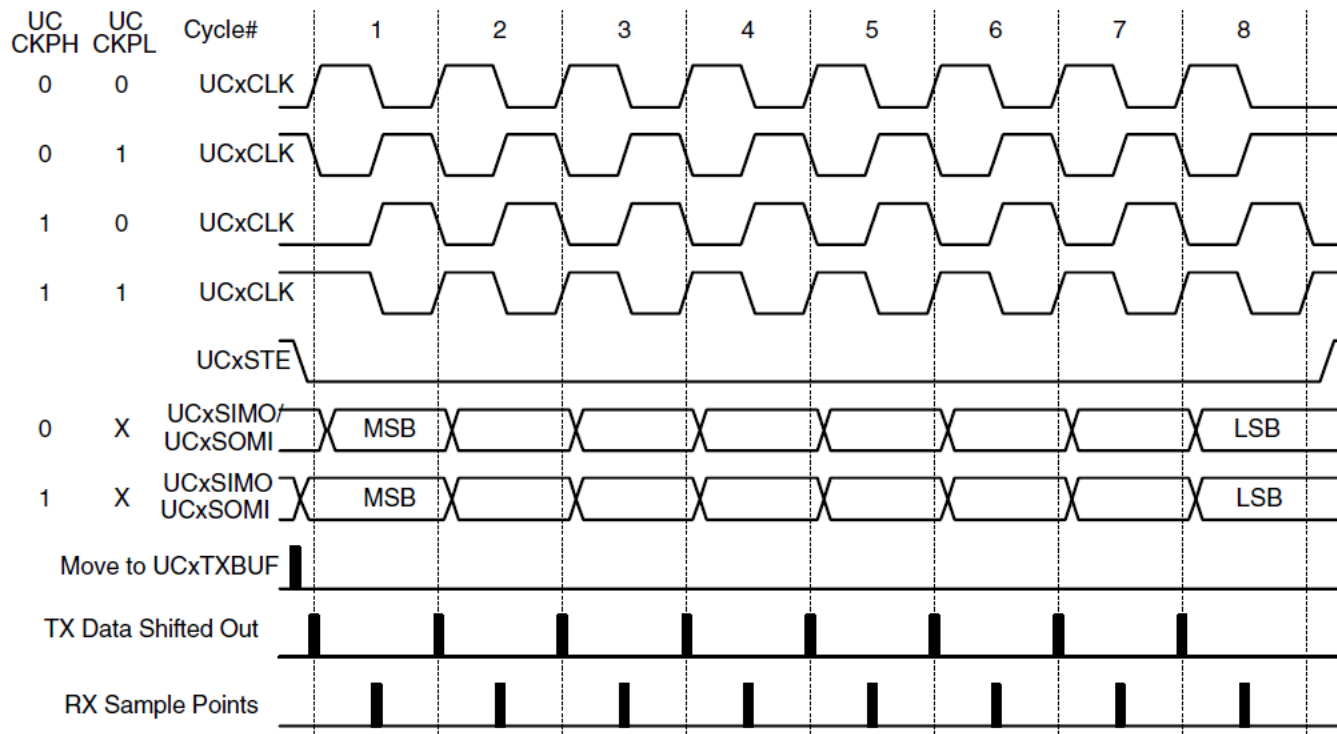 UC CKPH UC CKPL Cycle# 1 2 3 4 5 6 7 8
0 0 UCxCLK
0 1 UCxCLK
1 0 UCxCLK
1 1 UCxCLK
UCxSTE
0 X UCxSIMO/ UCxSOMI MSB LSB
1 X UCxSIMO UCxSOMI MSB LSB
Move to UCxTXBUF
TX Data Shifted Out
RX Sample Points